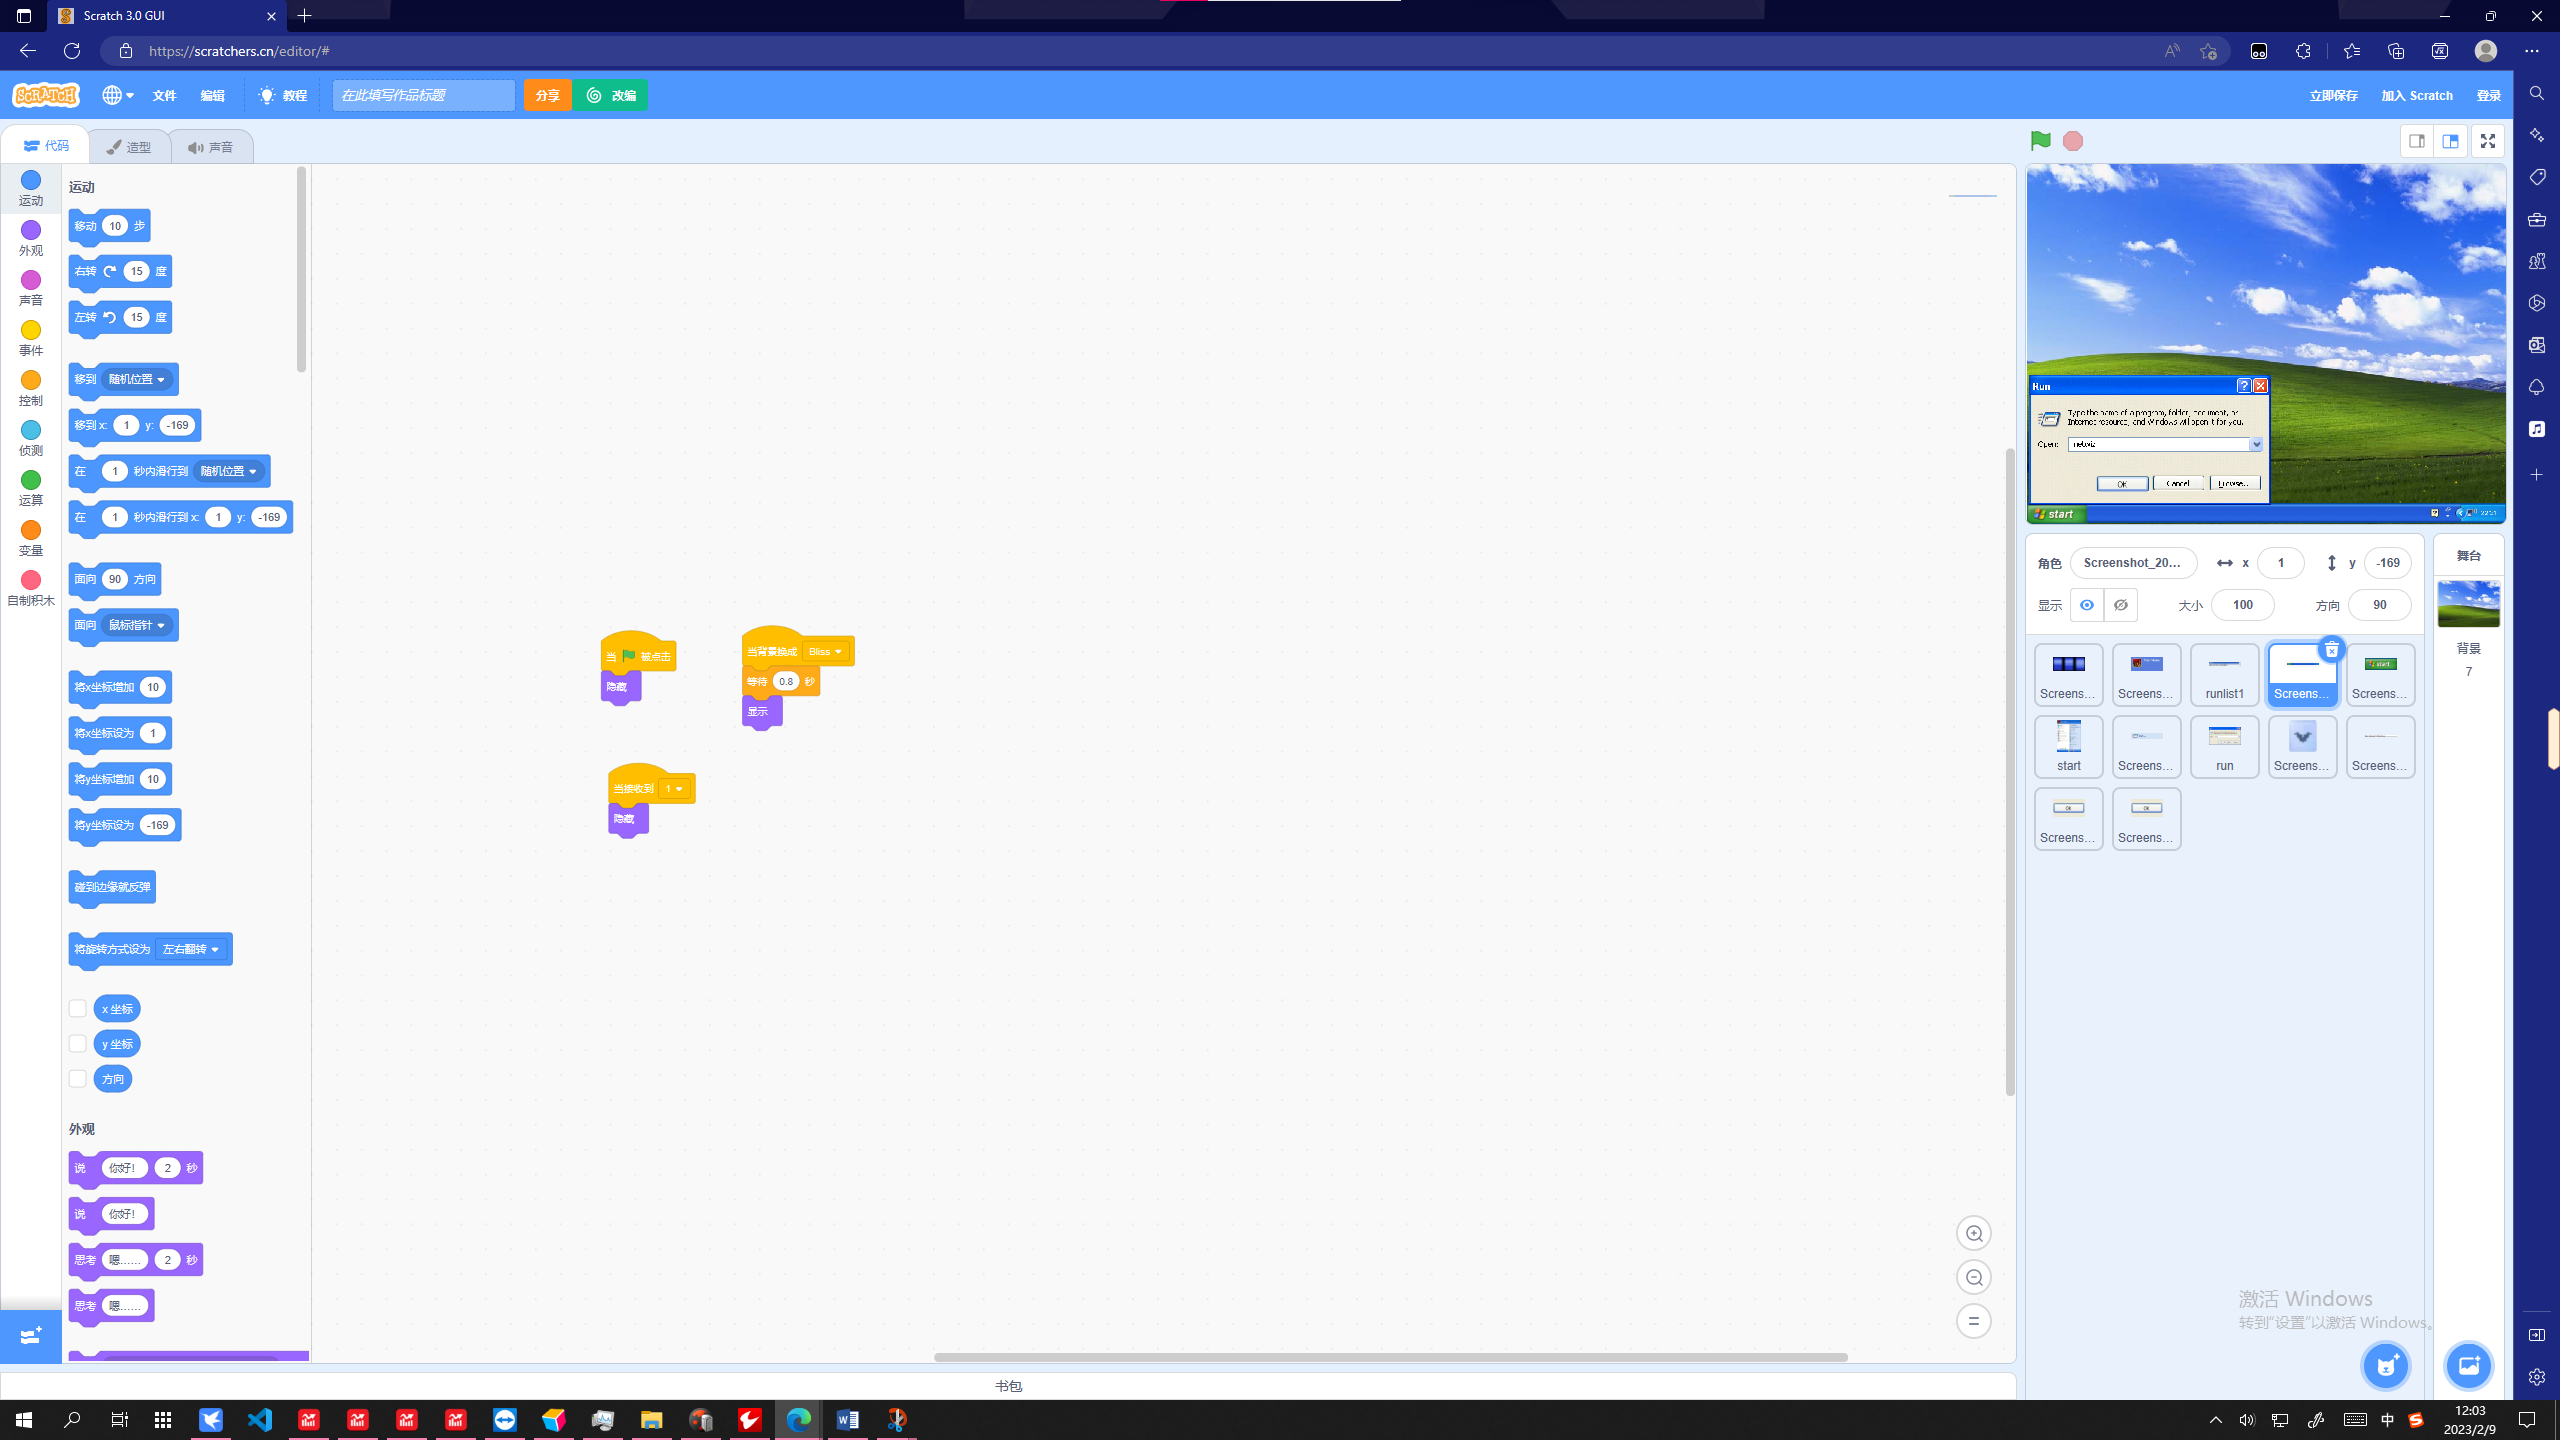 Scratch 3.0 GUI
https://scratchers.cn/editor/#
SCRATCH
文件
编辑
教程
在此填写作品标题
分享
改编
立即保存
加入 Scratch
登录
代码
造型
声音
运动
外观
声音
事件
控制
侦测
运算
变量
自制积木
运动
移动 10 步
右转 15 度
左转 15 度
移到 随机位置
移到 x: 1 y: -169
在 1 秒内滑行到 随机位置
在 1 秒内滑行到 x: 1 y: -169
面向 90 方向
面向 鼠标指针
将x坐标增加 10
将x坐标设为 1
将y坐标增加 10
将y坐标设为 -169
碰到边缘就反弹
将旋转方式设为 左右翻转
x 坐标
y 坐标
方向
外观
说 你好! 2 秒
说 你好!
思考 嗯…… 2 秒
思考 嗯……
当 被点击
隐藏
当背景换成 Bliss
等待 0.8 秒
显示
当接收到 1
隐藏
书包
Run
Type the name of a program, folder, document, or
Internet resource, and Windows will open it for you.
Open:
OK
Cancel
Browse...
start
角色 Screenshot_20... x 1 y -169
显示 大小 100 方向 90
Screens...
Screens...
runlist1
Screens...
start
Screens...
start
Screens...
run
Screens...
Screens...
OK
Screens...
OK
Screens...
舞台
背景
7
激活 Windows
转到“设置”以激活 Windows。
中
12:03
2023/2/9